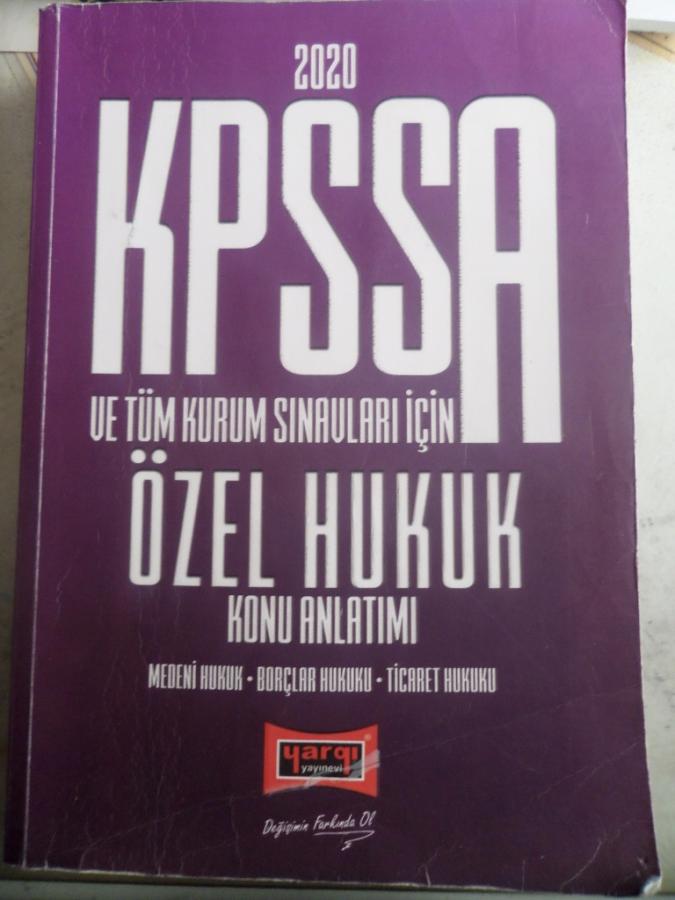 2020
KPSSA
VE TÜM KURUM SINAVLARI İÇİN
ÖZEL HUKUK
KONU ANLATIMI
MEDENİ HUKUK • BORÇLAR HUKUKU • TİCARET HUKUKU
yargı®
yayınevi
Değişimin Farkında Ol